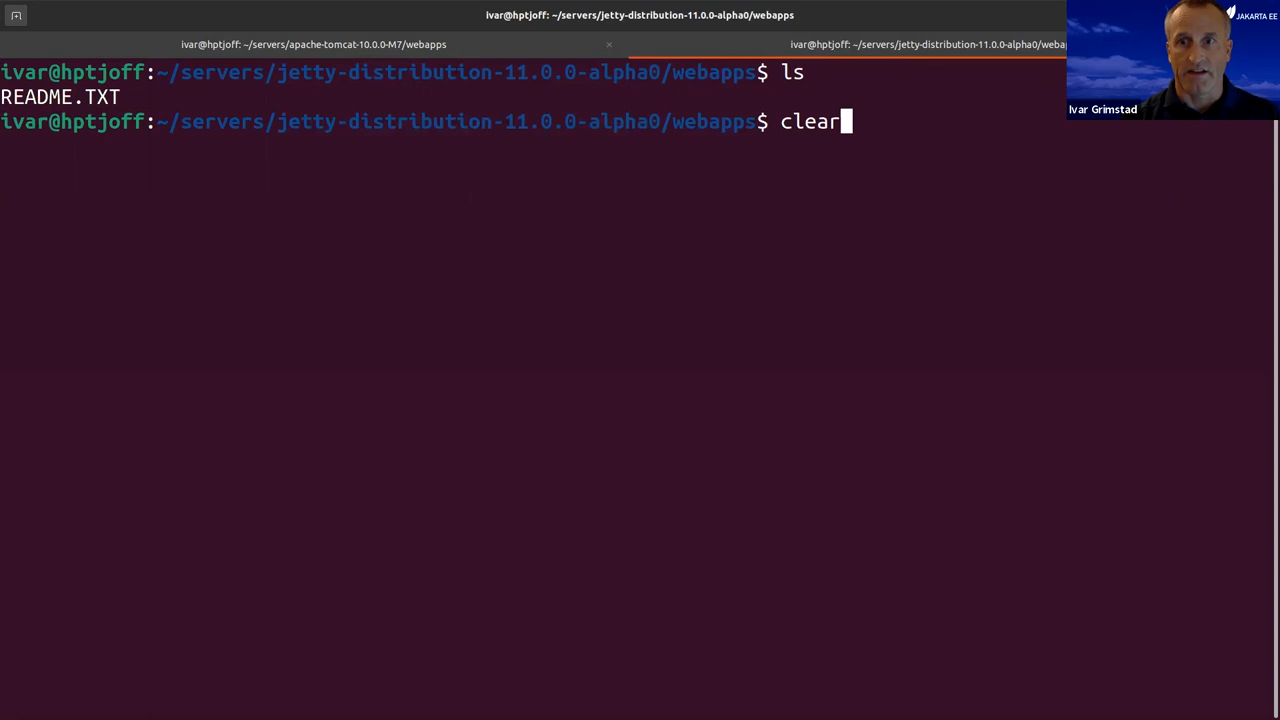 ivar@hptjoff: ~/servers/jetty-distribution-11.0.0-alpha0/webapps
JAKARTA EE
ivar@hptjoff: ~/servers/apache-tomcat-10.0.0-M7/webapps ×
ivar@hptjoff: ~/servers/jetty-distribution-11.0.0-alpha0/webap
ivar@hptjoff:~/servers/jetty-distribution-11.0.0-alpha0/webapps$ ls
README.TXT
ivar@hptjoff:~/servers/jetty-distribution-11.0.0-alpha0/webapps$ clear
Ivar Grimstad